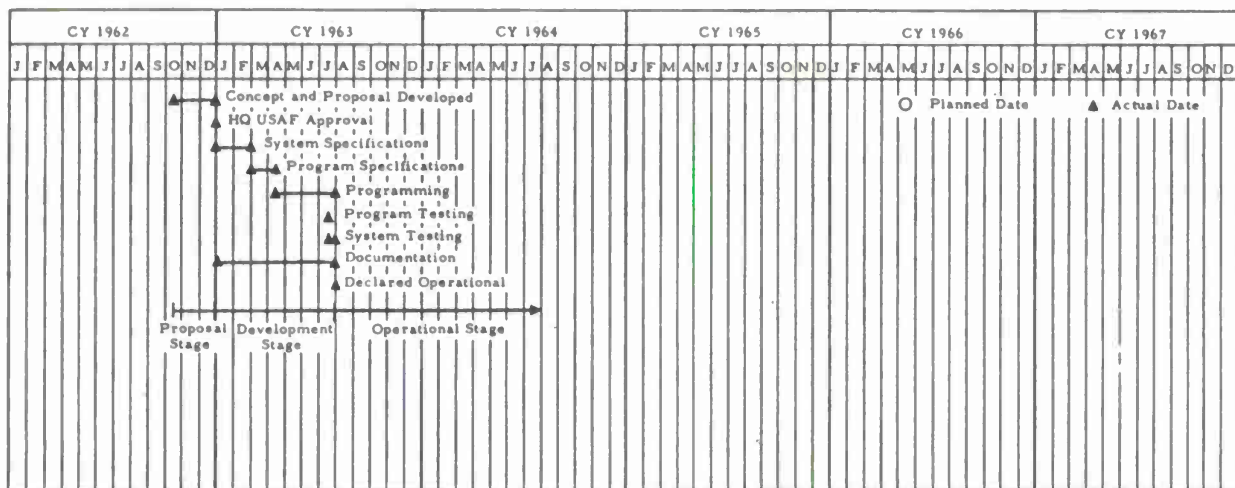 CY 1962 CY 1963 CY 1964 CY 1965 CY 1966 CY 1967
J F M A M J J A S O N D J F M A M J J A S O N D J F M A M J J A S O N D J F M A M J J A S O N D J F M A M J J A S O N D J F M A M J J A S O N D
Concept and Proposal Developed
Planned Date Actual Date
HQ USAF Approval
System Specifications
Program Specifications
Programming
Program Testing
System Testing
Documentation
Declared Operational
Proposal Development Operational Stage
Stage Stage